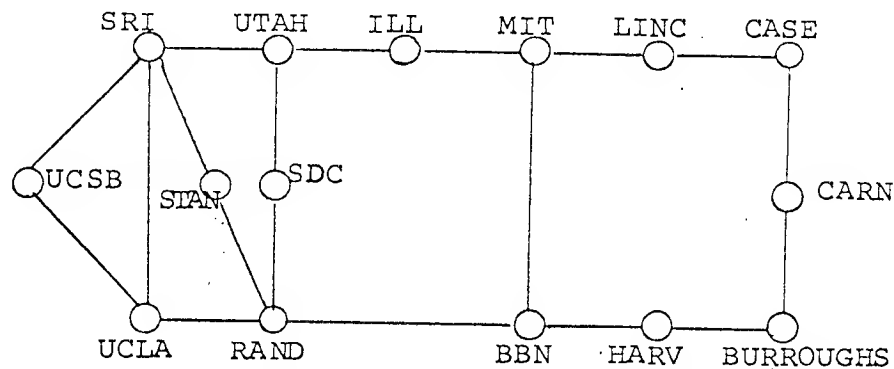 SRI UTAH ILL MIT LINC CASE
UCSB STAN SDC CARN
UCLA RAND BBN HARV BURROUGHS